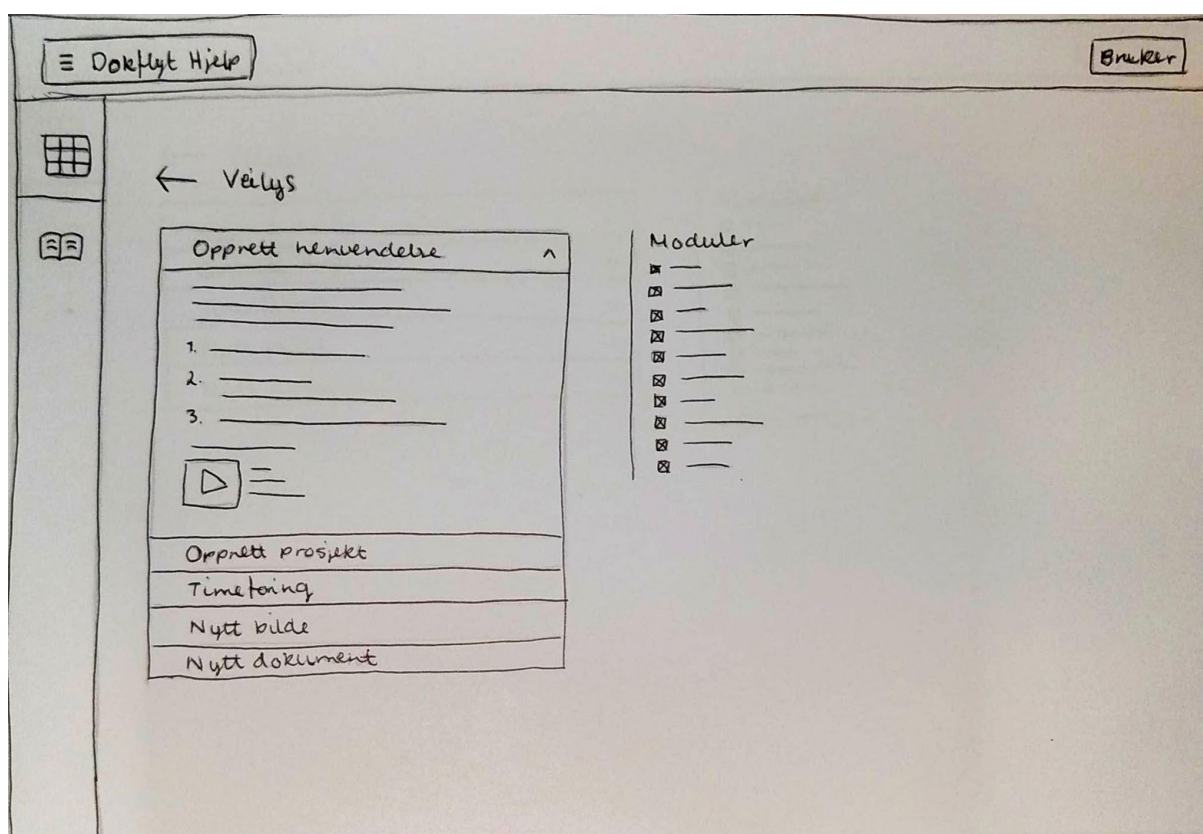 ≡ Dokflyt Hjelp
Bruker
← Veilys
Opprett henvendelse ^
1.
2.
3.
Opprett prosjekt
Timeføring
Nytt bilde
Nytt dokument
Moduler